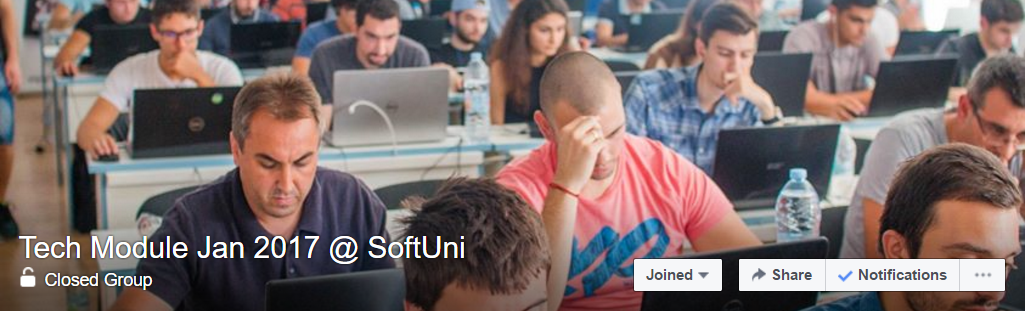 Tech Module Jan 2017 @ SoftUni
Closed Group
Joined
Share
Notifications